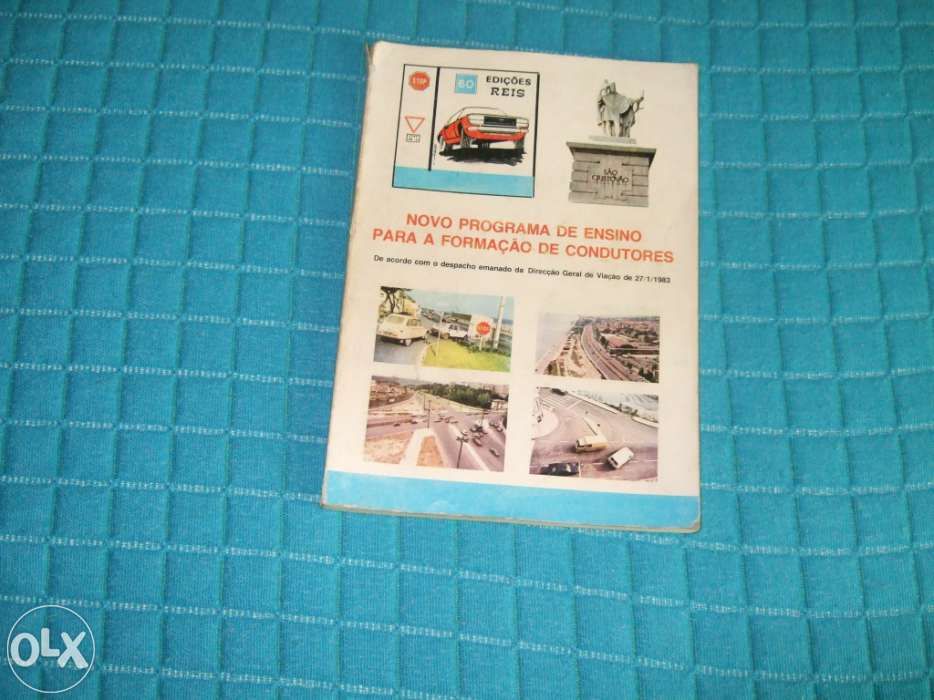 STOP
60
EDIÇÕES
REIS
SÃO
CRISTOVÃO
NOVO PROGRAMA DE ENSINO
PARA A FORMAÇÃO DE CONDUTORES
De acordo com o despacho emanado da Direcção Geral de Viação de 27/1/1983
STOP
OLX